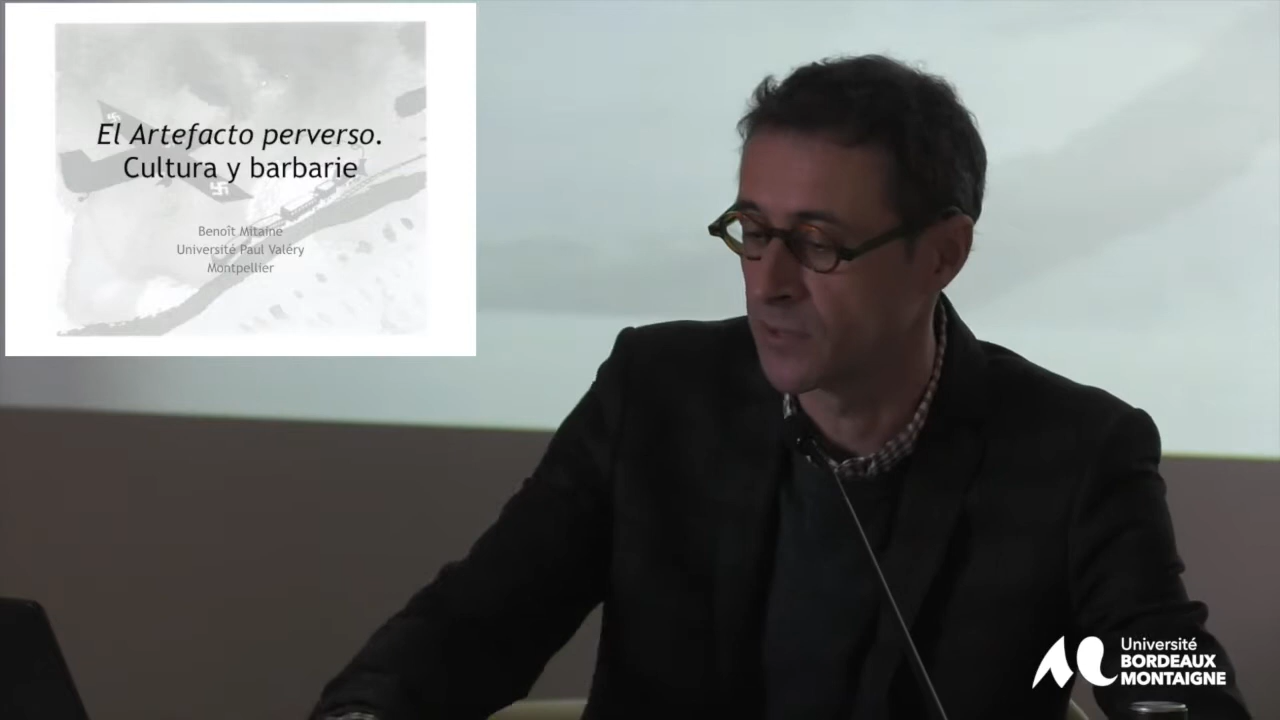 El Artefacto perverso.
Cultura y barbarie
Benoît Mitaine
Université Paul Valéry
Montpellier
Université
BORDEAUX
MONTAIGNE